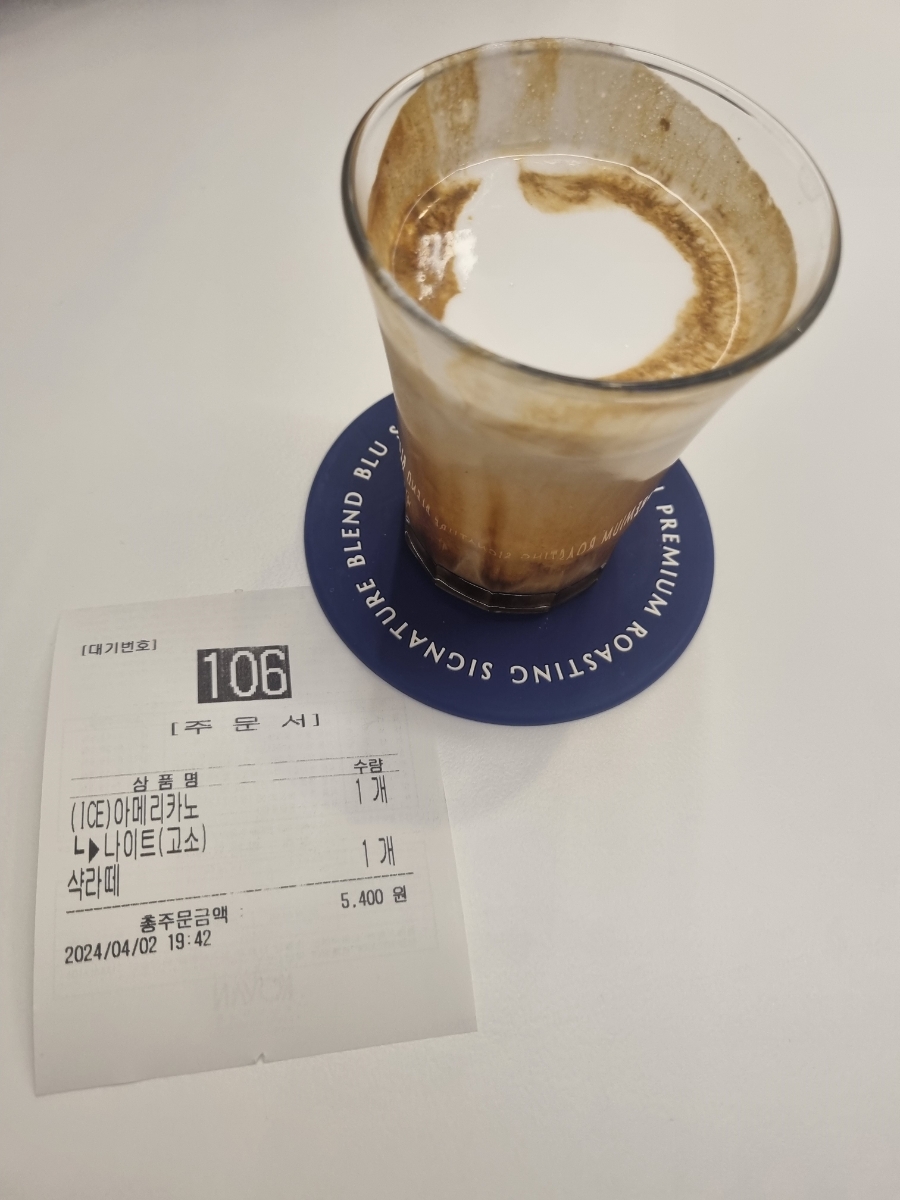 SIGNATURE BLEND BLU
PREMIUM ROASTING
[대기번호]
106
[주 문 서]
상 품 명 수량
(ICE)아메리카노 1 개
┗▶나이트(고소)
샥라떼 1 개
총주문금액 : 5,400 원
2024/04/02 19:42